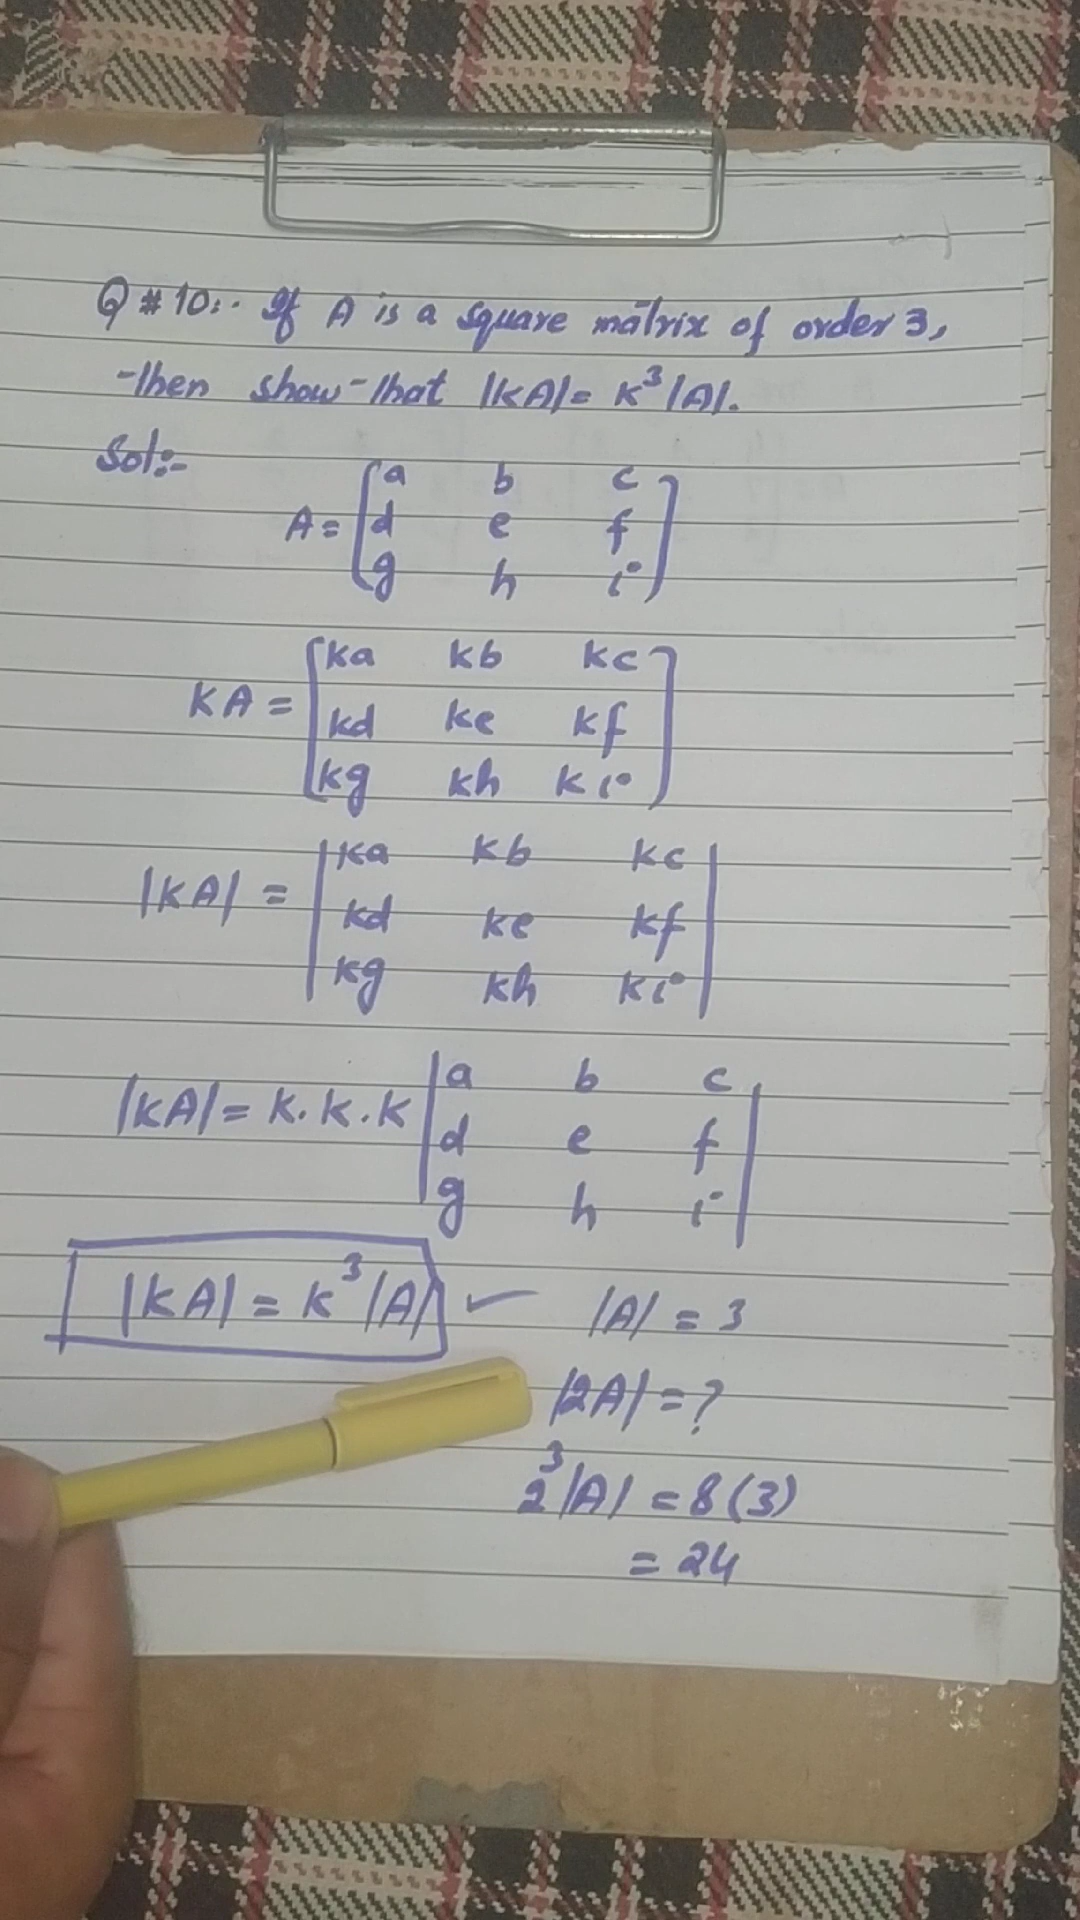 Q # 10:- If A is a square matrix of order 3,
then show that |kA| = k³|A|.
Sol:-
A = [a b c
d e f
g h i]
KA = [ka kb kc
kd ke kf
kg kh ki]
|KA| = |ka kb kc
kd ke kf
kg kh ki|
|KA| = K.K.K |a b c
d e f
g h i|
|KA| = K³|A| ✓ |A| = 3
|2A| = ?
2³|A| = 8(3)
= 24